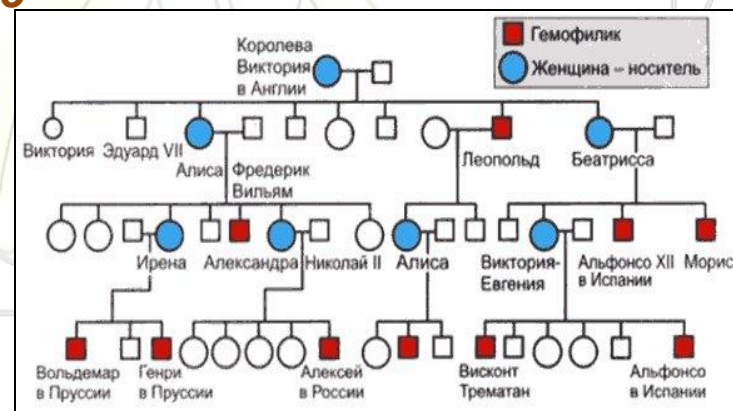 Королева
Виктория
в Англии
Гемофилик
Женщина – носитель
Виктория Эдуард VII
Алиса Фредерик
Вильям
Леопольд
Беатрисса
Ирена
Александра Николай II
Алиса
Виктория-
Евгения
Альфонсо XII
в Испании
Морис
Вольдемар
в Пруссии
Генри
в Пруссии
Алексей
в России
Висконт
Трематан
Альфонсо
в Испании